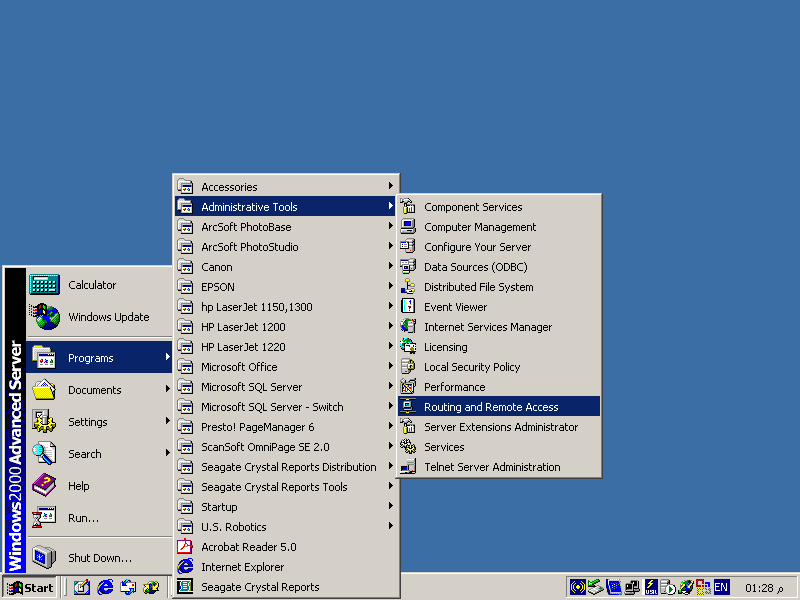 Accessories
Administrative Tools
ArcSoft PhotoBase
ArcSoft PhotoStudio
Canon
EPSON
hp LaserJet 1150,1300
HP LaserJet 1200
HP LaserJet 1220
Microsoft Office
Microsoft SQL Server
Microsoft SQL Server - Switch
Presto! PageManager 6
ScanSoft OmniPage SE 2.0
Seagate Crystal Reports Distribution
Seagate Crystal Reports Tools
Startup
U.S. Robotics
Acrobat Reader 5.0
Internet Explorer
Seagate Crystal Reports
Component Services
Computer Management
Configure Your Server
Data Sources (ODBC)
Distributed File System
Event Viewer
Internet Services Manager
Licensing
Local Security Policy
Performance
Routing and Remote Access
Server Extensions Administrator
Services
Telnet Server Administration
Calculator
Windows Update
Programs
Documents
Settings
Search
Help
Run...
Shut Down...
Windows2000 Advanced Server
Start
EN
01:28 م